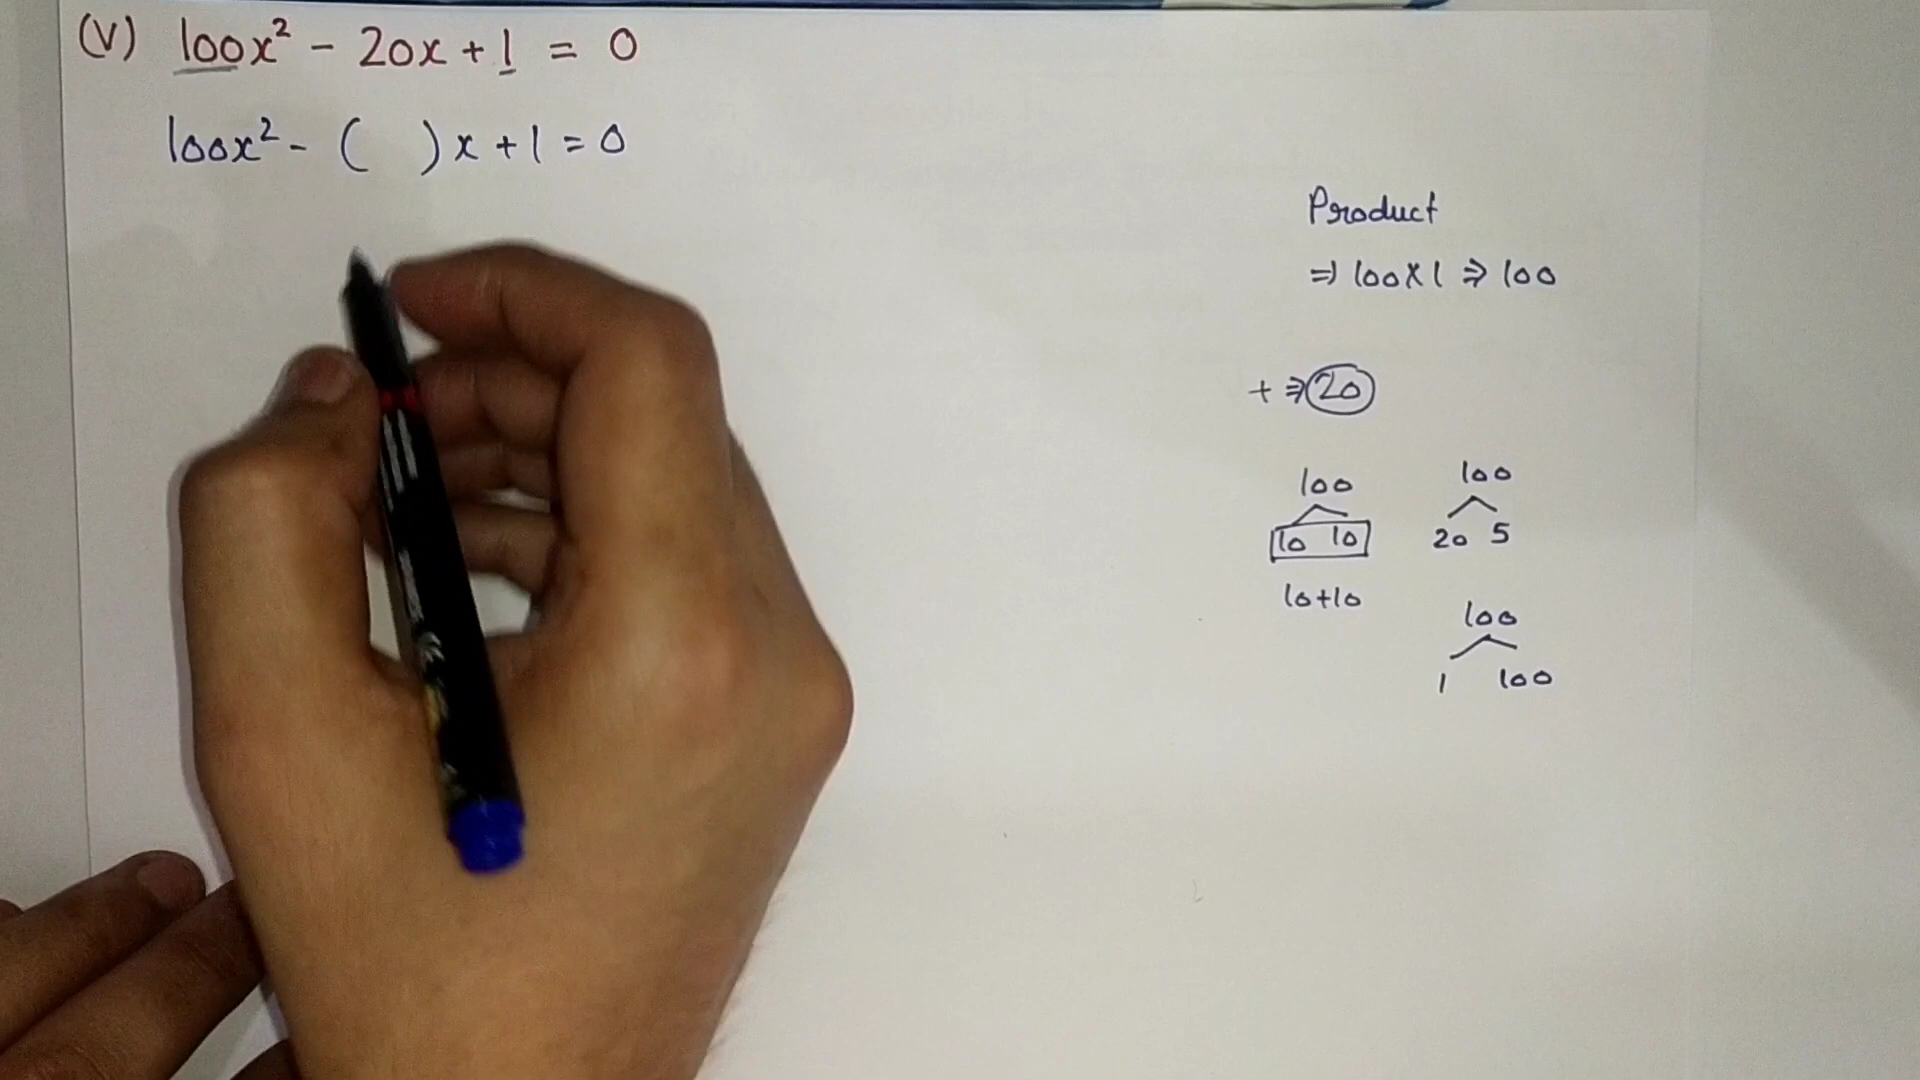 (V) 100x² - 20x + 1 = 0
100x² - ( )x + 1 = 0
Product
⇒ 100 × 1 ⇒ 100
+ ⇒ 20
100
10 10
10+10
100
20 5
100
1 100